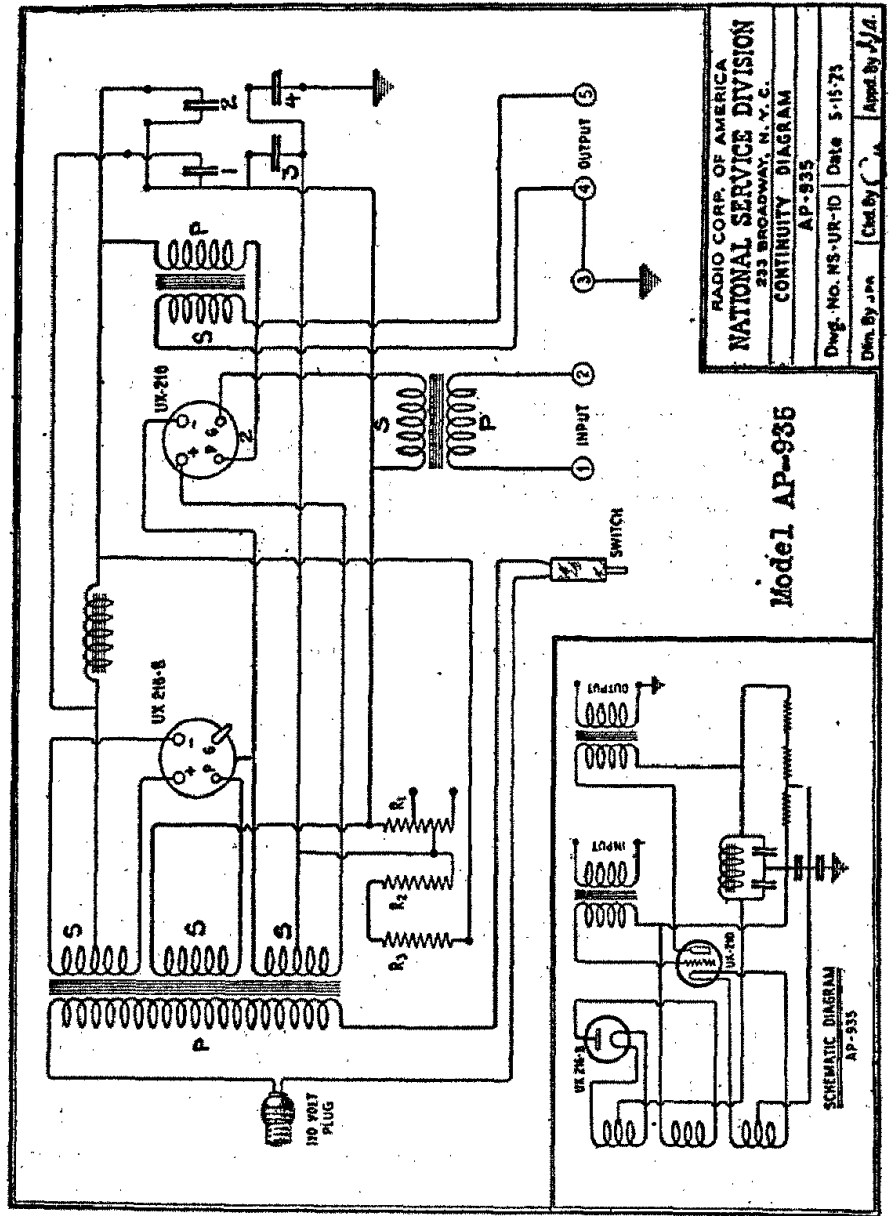 RADIO CORP. OF AMERICA
NATIONAL SERVICE DIVISION
233 BROADWAY, N. Y. C.
CONTINUITY DIAGRAM
AP-935
Dwg. No. NS-UR-1D Date 5-15-25
Drn. By JPA Ckd. By Appd. By
Model AP-935
UX 216-B
+
-
P
G
UX-210
+
-
P
G
2
S
S
S
P
110 VOLT
PLUG
R1
R2
R3
S
P
S
P
1
2
3
4
SWITCH
1
INPUT
2
3
4
OUTPUT
5
SCHEMATIC DIAGRAM
AP-935
UX 216-B
UX-210
INPUT
OUTPUT